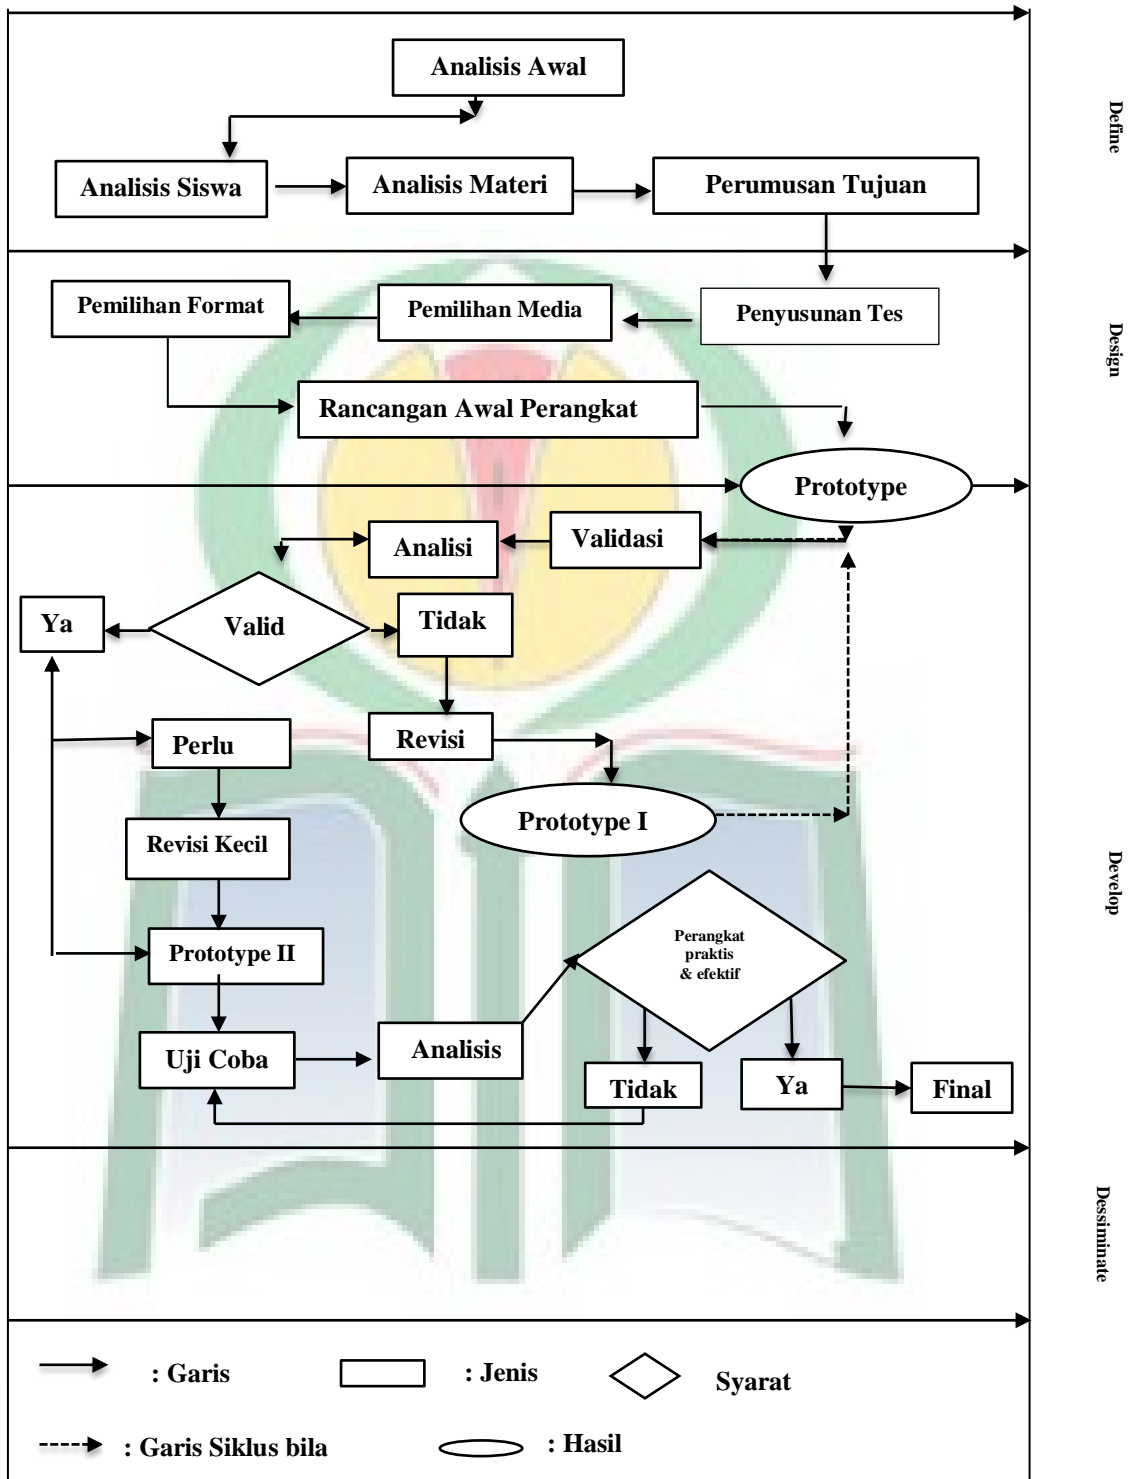 Analisis Awal
Define
Analisis Siswa
Analisis Materi
Perumusan Tujuan
Pemilihan Format
Pemilihan Media
Penyusunan Tes
Design
Rancangan Awal Perangkat
Prototype
Analisi
Validasi
Ya
Valid
Tidak
Perlu
Revisi
Prototype I
Revisi Kecil
Develop
Prototype II
Perangkat
praktis
& efektif
Uji Coba
Analisis
Tidak
Ya
Final
Dessiminate
: Garis
: Jenis
Syarat
: Garis Siklus bila
: Hasil